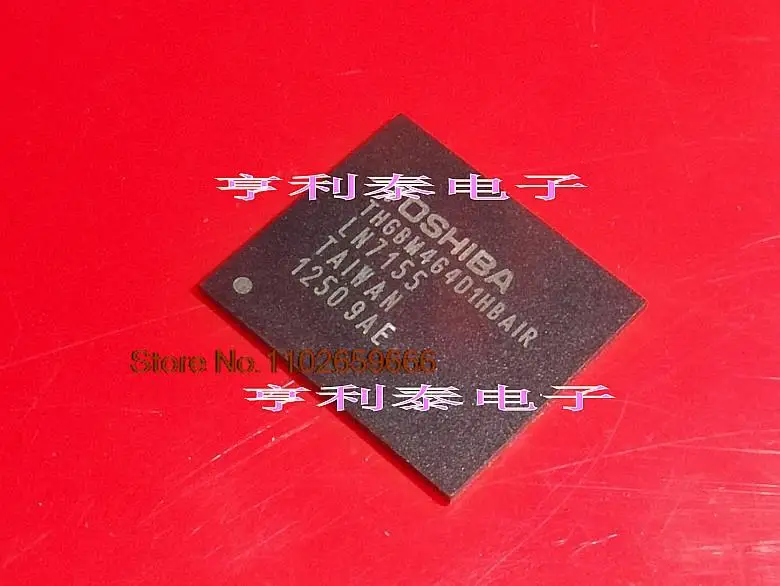 亨利泰电子
TOSHIBA
THGBM4G4D1HBAIR
LN7155
TAIWAN
12509AE
Store No. 1102659666
亨利泰电子